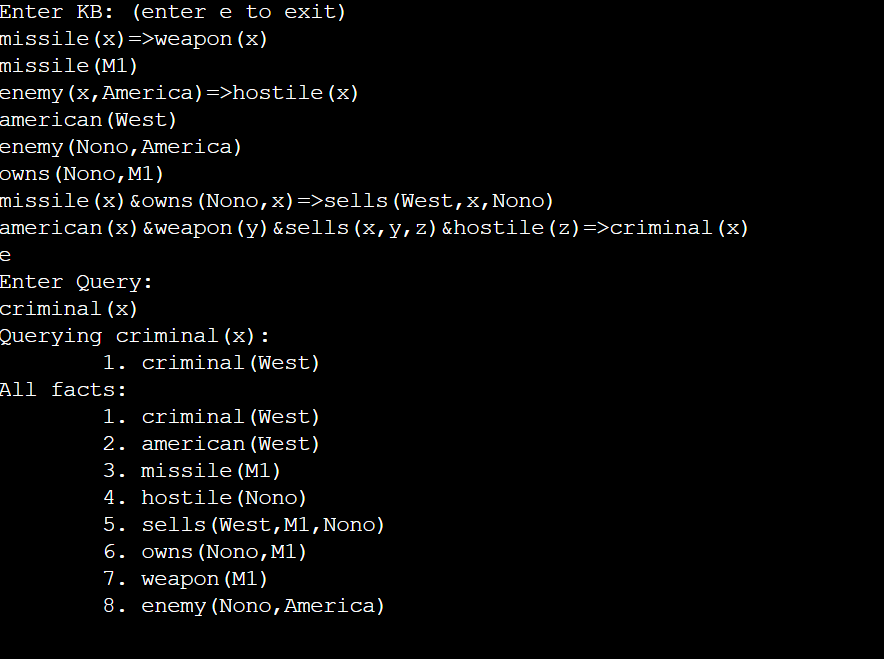 Enter KB: (enter e to exit)
missile(x)=>weapon(x)
missile(M1)
enemy(x,America)=>hostile(x)
american(West)
enemy(Nono,America)
owns(Nono,M1)
missile(x)&owns(Nono,x)=>sells(West,x,Nono)
american(x)&weapon(y)&sells(x,y,z)&hostile(z)=>criminal(x)
e
Enter Query:
criminal(x)
Querying criminal(x):
1. criminal(West)
All facts:
1. criminal(West)
2. american(West)
3. missile(M1)
4. hostile(Nono)
5. sells(West,M1,Nono)
6. owns(Nono,M1)
7. weapon(M1)
8. enemy(Nono,America)